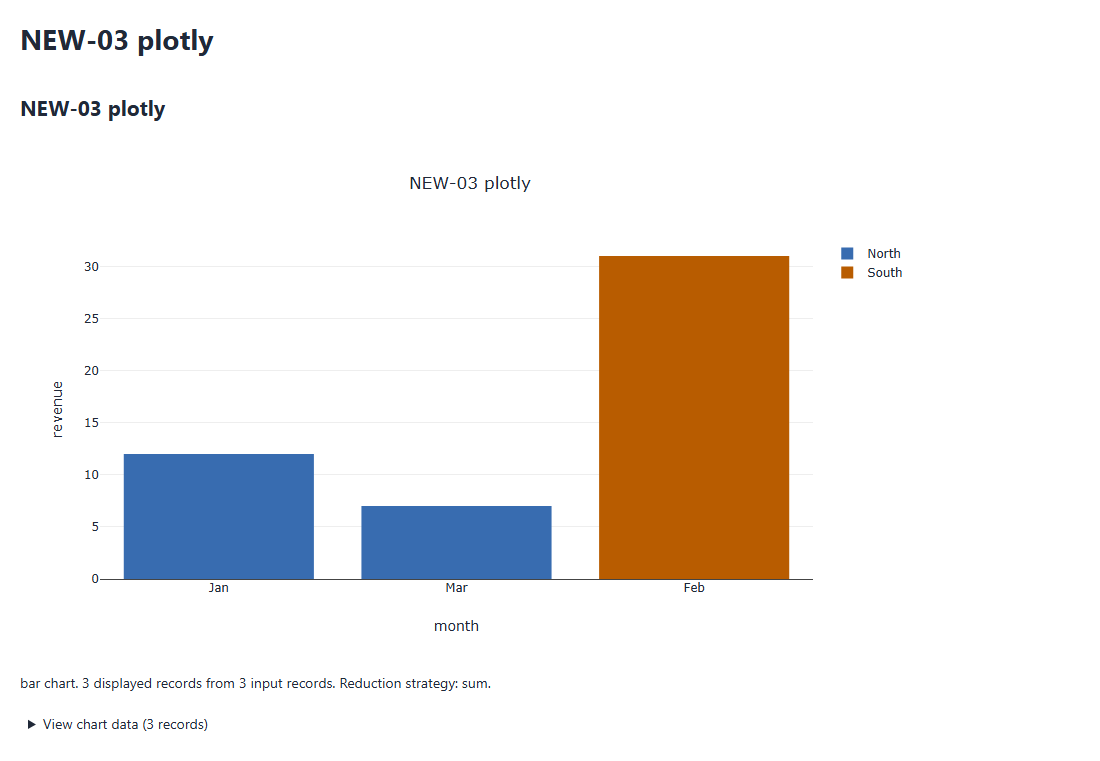 NEW-03 plotly
NEW-03 plotly
NEW-03 plotly
North
South
30
25
20
15
10
5
0
revenue
Jan Mar Feb
month
bar chart. 3 displayed records from 3 input records. Reduction strategy: sum.
▶ View chart data (3 records)